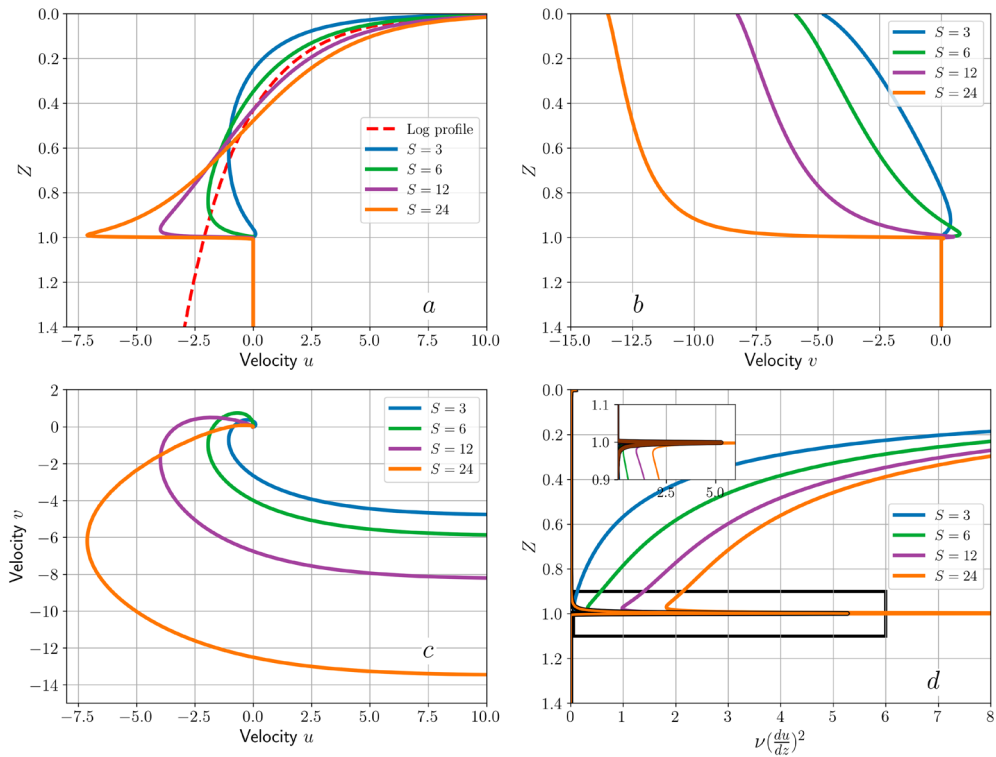 0.0
0.2
0.4
0.6
0.8
1.0
1.2
1.4
Z
Log profile
S = 3
S = 6
S = 12
S = 24
a
−7.5 −5.0 −2.5 0.0 2.5 5.0 7.5 10.0
Velocity u
0.0
0.2
0.4
0.6
0.8
1.0
1.2
1.4
Z
S = 3
S = 6
S = 12
S = 24
b
−15.0 −12.5 −10.0 −7.5 −5.0 −2.5 0.0
Velocity v
2
0
−2
−4
−6
−8
−10
−12
−14
Velocity v
S = 3
S = 6
S = 12
S = 24
c
−7.5 −5.0 −2.5 0.0 2.5 5.0 7.5 10.0
Velocity u
0.0
0.2
0.4
0.6
0.8
1.0
1.2
1.4
Z
1.1
1.0
0.9
2.5 5.0
S = 3
S = 6
S = 12
S = 24
d
0 1 2 3 4 5 6 7 8
ν(du/dz)²